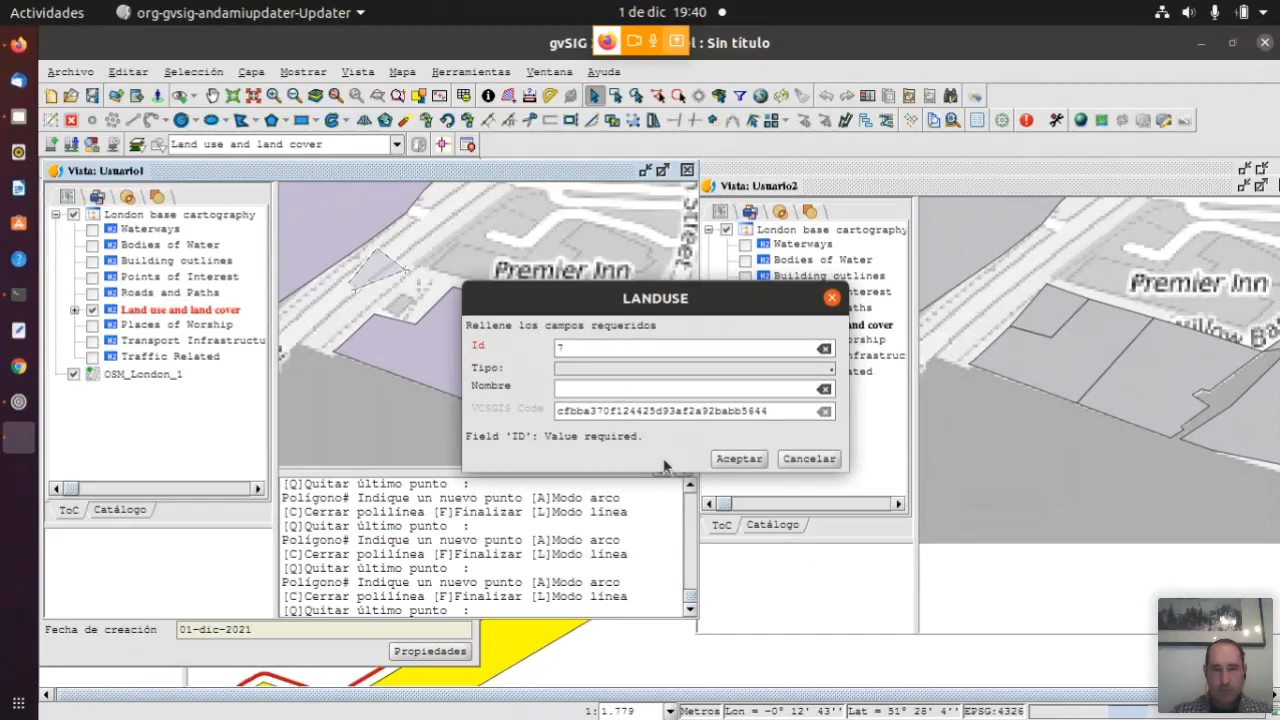 Actividades
org-gvsig-andamiupdater-Updater
1 de dic 19:40
gvSIG
el : Sin título
Archivo Editar Selección Capa Mostrar Vista Mapa Herramientas Ventana Ayuda
Land use and land cover
Vista: Usuario1
London base cartography
Waterways
Bodies of Water
Building outlines
Points of Interest
Roads and Paths
Land use and land cover
Places of Worship
Transport Infrastructu
Traffic Related
OSM_London_1
ToC Catálogo
Premier Inn
Street
Vista: Usuario2
London base cartography
Waterways
Bodies of Water
Building outlines
nterest
Paths
and cover
orship
nfrastruct
ated
ToC Catálogo
Premier Inn
LANDUSE
Rellene los campos requeridos
Id 7
Tipo:
Nombre
VCSGIS Code cfbba370f124425d93af2a92babb5644
Field 'ID': Value required.
Aceptar Cancelar
[Q]Quitar último punto :
Polígono# Indique un nuevo punto [A]Modo arco
[C]Cerrar polilínea [F]Finalizar [L]Modo línea
[Q]Quitar último punto :
Polígono# Indique un nuevo punto [A]Modo arco
[C]Cerrar polilínea [F]Finalizar [L]Modo línea
[Q]Quitar último punto :
Polígono# Indique un nuevo punto [A]Modo arco
[C]Cerrar polilínea [F]Finalizar [L]Modo línea
[Q]Quitar último punto :
Fecha de creación 01-dic-2021
Propiedades
1: 1.779 Metros Lon = -0° 12' 43'' Lat = 51° 28' 4'' EPSG:4326